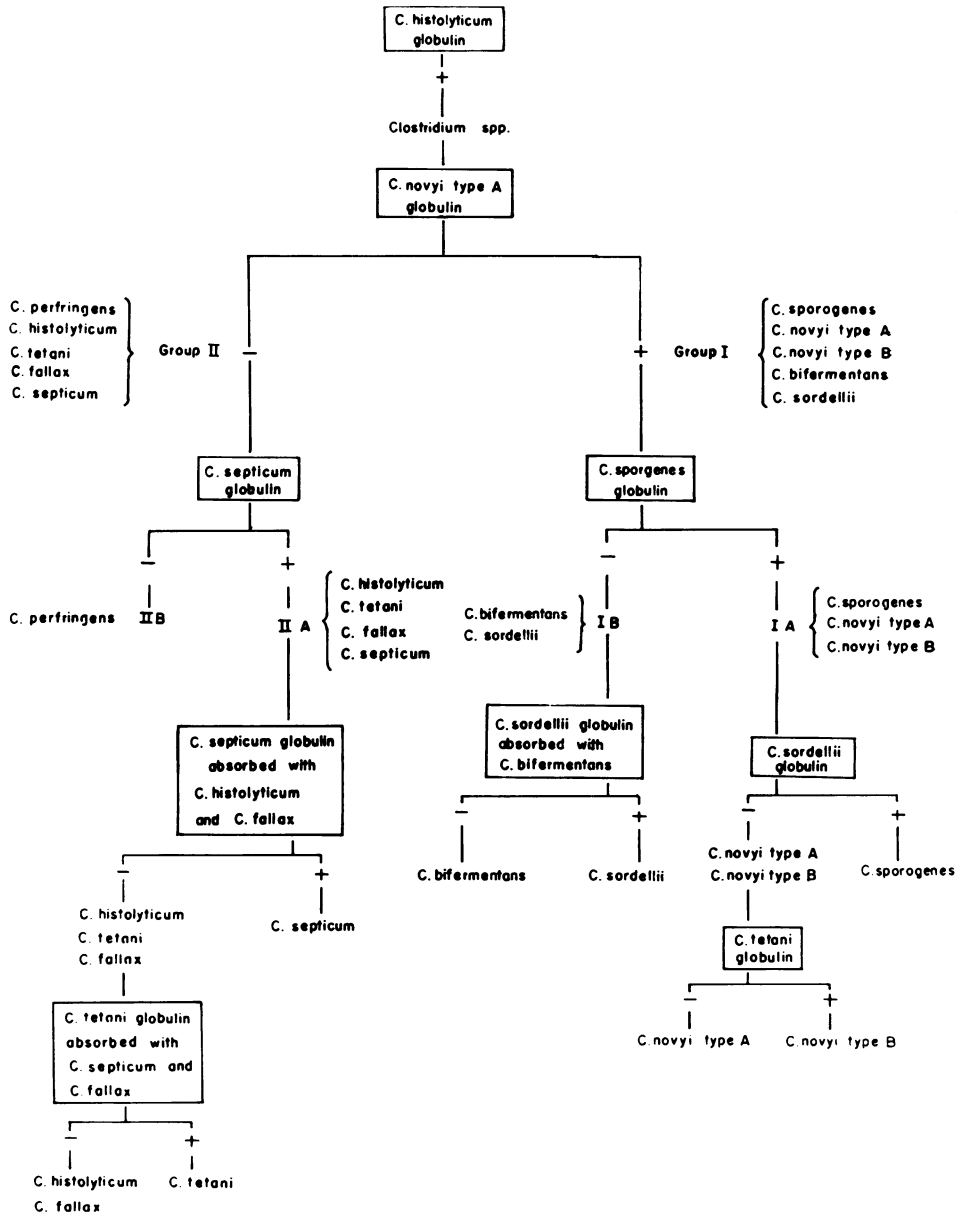 C. histolyticum
globulin
+
Clostridium spp.
C. novyi type A
globulin
C. perfringens
C. histolyticum
C. tetani
C. fallax
C. septicum
Group II −
+ Group I
C. sporogenes
C. novyi type A
C. novyi type B
C. bifermentans
C. sordellii
C. septicum
globulin
C. sporgenes
globulin
− +
− +
C. perfringens II B
II A
C. histolyticum
C. tetani
C. fallax
C. septicum
C. bifermentans
C. sordellii
I B
I A
C. sporogenes
C. novyi type A
C. novyi type B
C. septicum globulin
absorbed with
C. histolyticum
and C. fallax
C. sordellii globulin
absorbed with
C. bifermentans
C. sordellii
globulin
− +
− +
− +
C. histolyticum
C. tetani
C. fallax
C. septicum
C. bifermentans
C. sordellii
C. novyi type A
C. novyi type B
C. sporogenes
C. tetani
globulin
− +
C. novyi type A
C. novyi type B
C. tetani globulin
absorbed with
C. septicum and
C. fallax
− +
C. histolyticum
C. fallax
C. tetani